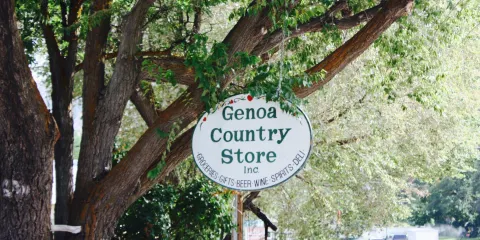 Genoa
Country
Store
Inc
GROCERIES·GIFTS·BEER·WINE·SPIRITS·DELI